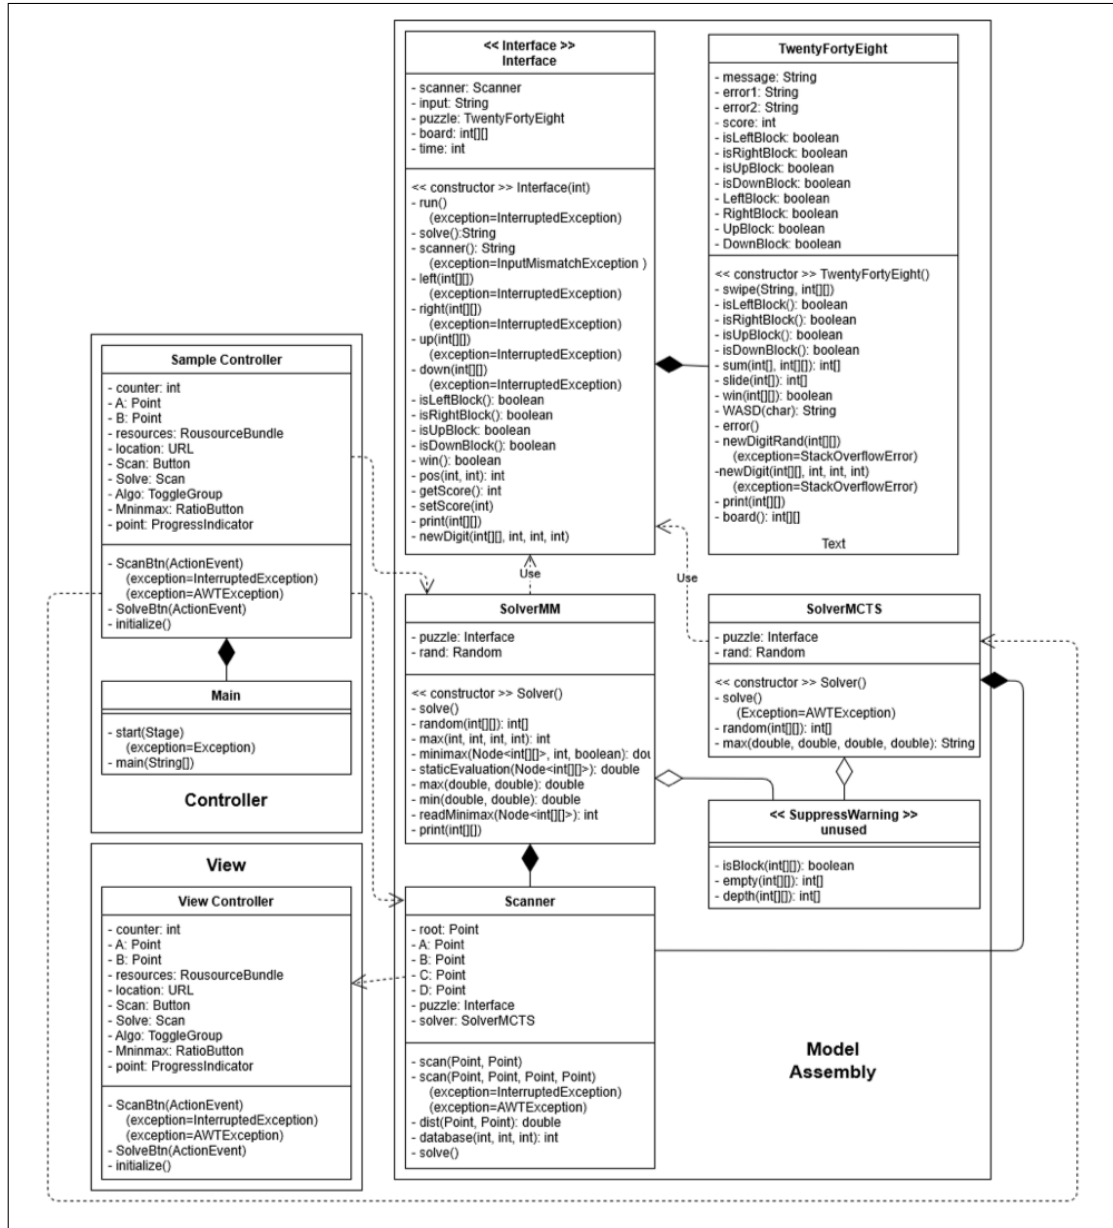 << Interface >>
Interface
- scanner: Scanner
- input: String
- puzzle: TwentyFortyEight
- board: int[][]
- time: int
<< constructor >> Interface(int)
- run()
(exception=InterruptedException)
- solve():String
- scanner(): String
(exception=InputMismatchException )
- left(int[][])
(exception=InterruptedException)
- right(int[][])
(exception=InterruptedException)
- up(int[][])
(exception=InterruptedException)
- down(int[][])
(exception=InterruptedException)
- isLeftBlock(): boolean
- isRightBlock(): boolean
- isUpBlock(): boolean
- isDownBlock(): boolean
- win(): boolean
- pos(int, int): int
- getScore(): int
- setScore(int)
- print(int[][])
- newDigit(int[][], int, int, int)
TwentyFortyEight
- message: String
- error1: String
- error2: String
- score: int
- isLeftBlock: boolean
- isRightBlock: boolean
- isUpBlock: boolean
- isDownBlock: boolean
- LeftBlock: boolean
- RightBlock: boolean
- UpBlock: boolean
- DownBlock: boolean
<< constructor >> TwentyFortyEight()
- swipe(String, int[][])
- isLeftBlock(): boolean
- isRightBlock(): boolean
- isUpBlock(): boolean
- isDownBlock(): boolean
- sum(int[], int[][]): int[]
- slide(int[]): int[]
- win(int[][]): boolean
- WASD(char): String
- error()
- newDigitRand(int[][])
(exception=StackOverflowError)
-newDigit(int[][], int, int, int)
(exception=StackOverflowError)
- print(int[][])
- board(): int[][]
Text
Sample Controller
- counter: int
- A: Point
- B: Point
- resources: RousourceBundle
- location: URL
- Scan: Button
- Solve: Scan
- Algo: ToggleGroup
- Mninmax: RatioButton
- point: ProgressIndicator
- ScanBtn(ActionEvent)
(exception=InterruptedException)
(exception=AWTException)
- SolveBtn(ActionEvent)
- initialize()
Main
- start(Stage)
(exception=Exception)
- main(String[])
Controller
Use
Use
SolverMM
- puzzle: Interface
- rand: Random
<< constructor >> Solver()
- solve()
- random(int[][]): int[]
- max(int, int, int, int): int
- minimax(Node<int[][]>, int, boolean): dou
- staticEvaluation(Node<int[][]>): double
- max(double, double): double
- min(double, double): double
- readMinimax(Node<int[][]>): int
- print(int[][])
SolverMCTS
- puzzle: Interface
- rand: Random
<< constructor >> Solver()
- solve()
(Exception=AWTException)
- random(int[][]): int[]
- max(double, double, double, double): String
<< SuppressWarning >>
unused
- isBlock(int[][]): boolean
- empty(int[][]): int[]
- depth(int[][]): int[]
View
View Controller
- counter: int
- A: Point
- B: Point
- resources: RousourceBundle
- location: URL
- Scan: Button
- Solve: Scan
- Algo: ToggleGroup
- Mninmax: RatioButton
- point: ProgressIndicator
- ScanBtn(ActionEvent)
(exception=InterruptedException)
(exception=AWTException)
- SolveBtn(ActionEvent)
- initialize()
Scanner
- root: Point
- A: Point
- B: Point
- C: Point
- D: Point
- puzzle: Interface
- solver: SolverMCTS
- scan(Point, Point)
- scan(Point, Point, Point, Point)
(exception=InterruptedException)
(exception=AWTException)
- dist(Point, Point): double
- database(int, int, int): int
- solve()
Model
Assembly